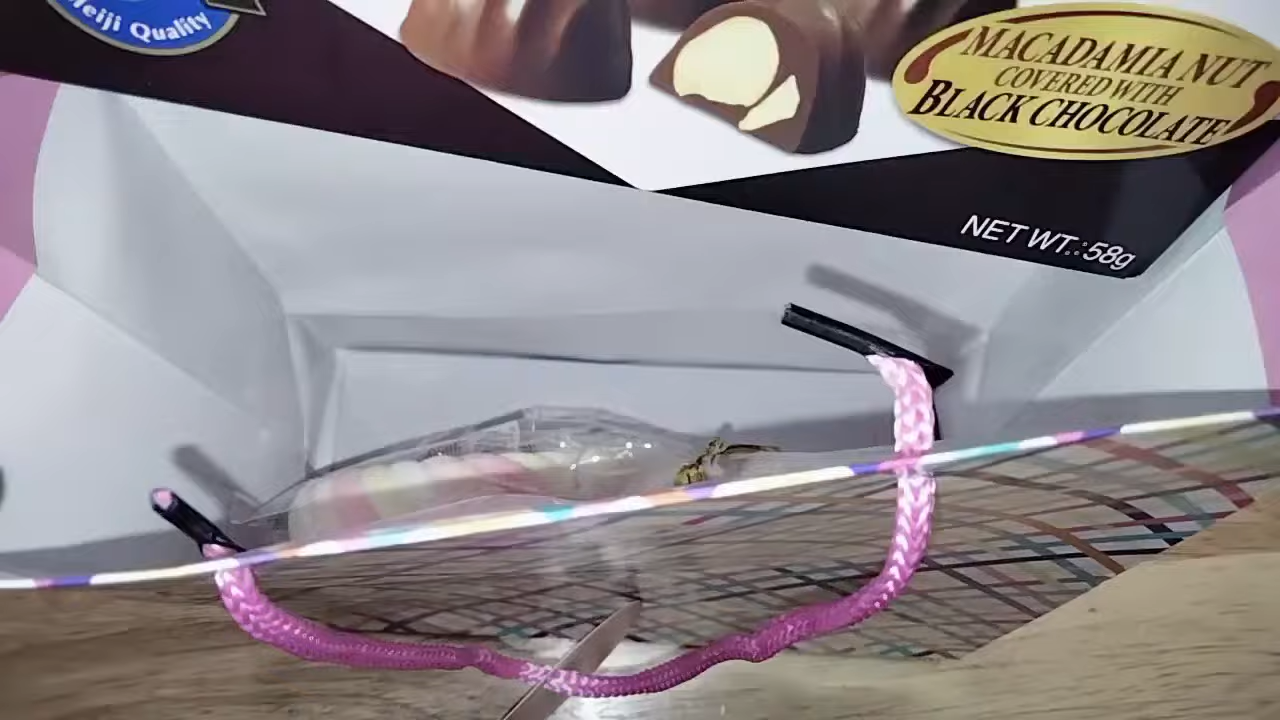 Meiji Quality
MACADAMIA NUT
COVERED WITH
BLACK CHOCOLATE
NET WT.:58g